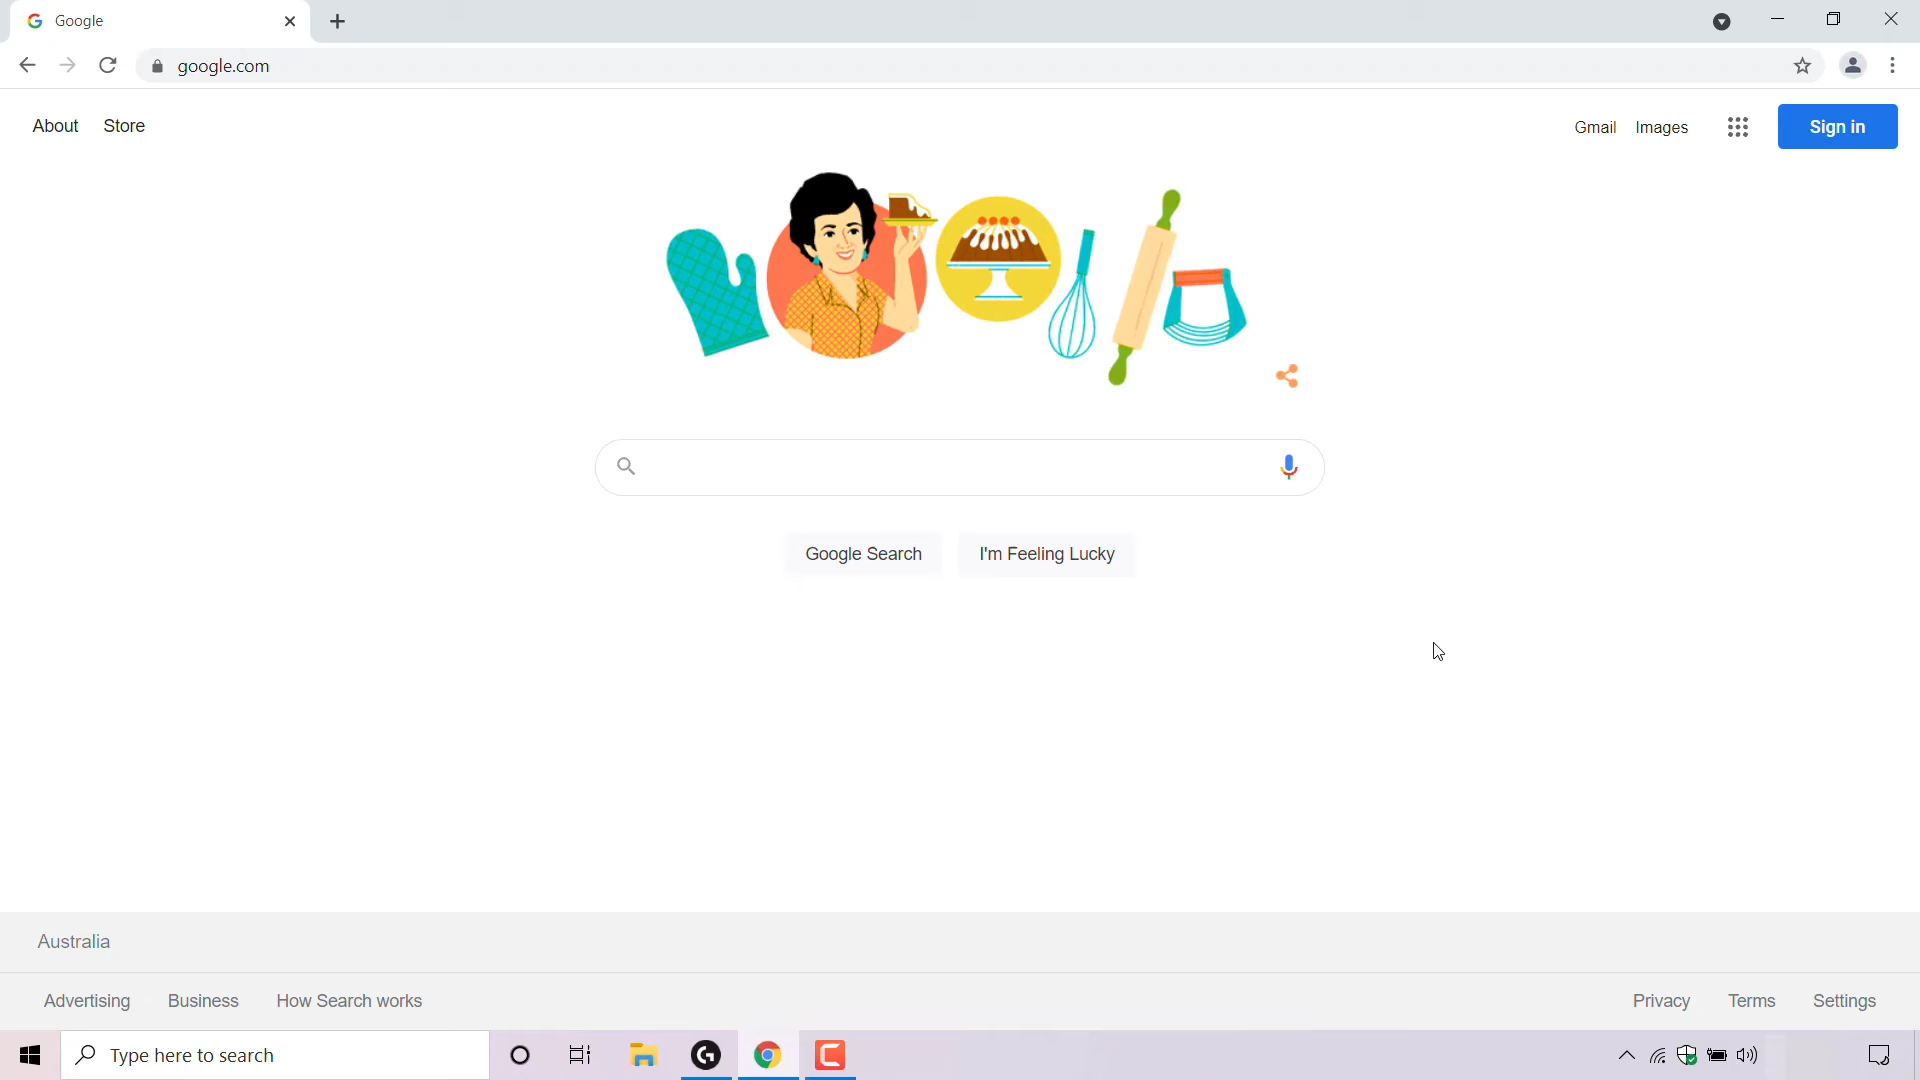 Google
google.com
About Store
Gmail Images Sign in
Google Search I'm Feeling Lucky
Australia
Advertising Business How Search works
Privacy Terms Settings
Type here to search